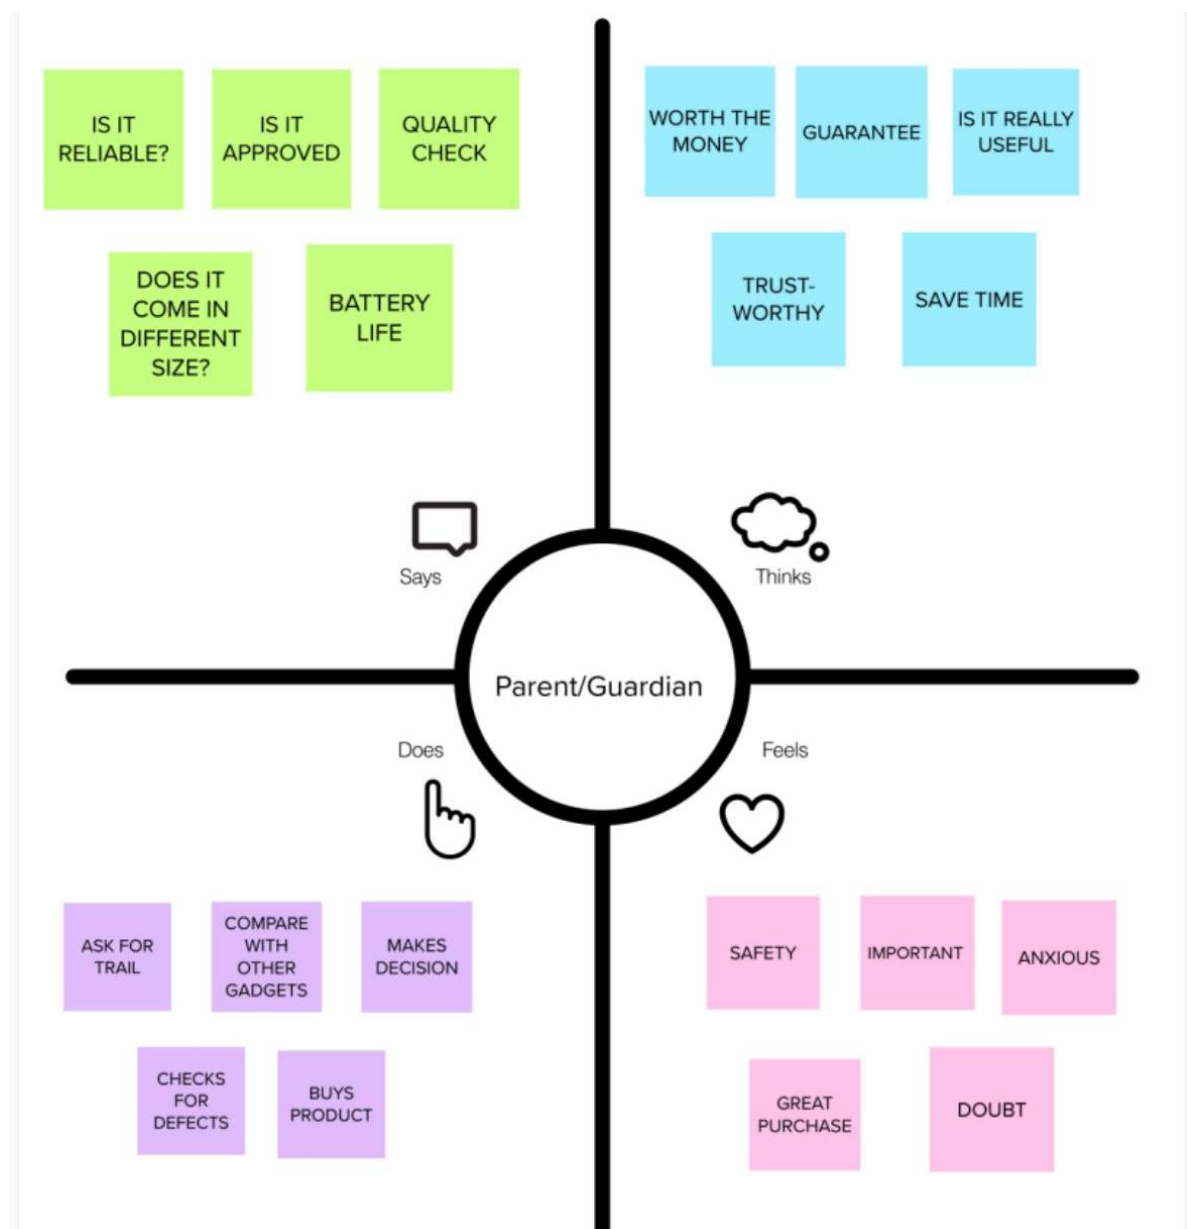 IS IT
RELIABLE?
IS IT
APPROVED
QUALITY
CHECK
DOES IT
COME IN
DIFFERENT
SIZE?
BATTERY
LIFE
WORTH THE
MONEY
GUARANTEE
IS IT REALLY
USEFUL
TRUST-
WORTHY
SAVE TIME
Says
Thinks
Parent/Guardian
Does
Feels
ASK FOR
TRAIL
COMPARE
WITH
OTHER
GADGETS
MAKES
DECISION
CHECKS
FOR
DEFECTS
BUYS
PRODUCT
SAFETY
IMPORTANT
ANXIOUS
GREAT
PURCHASE
DOUBT